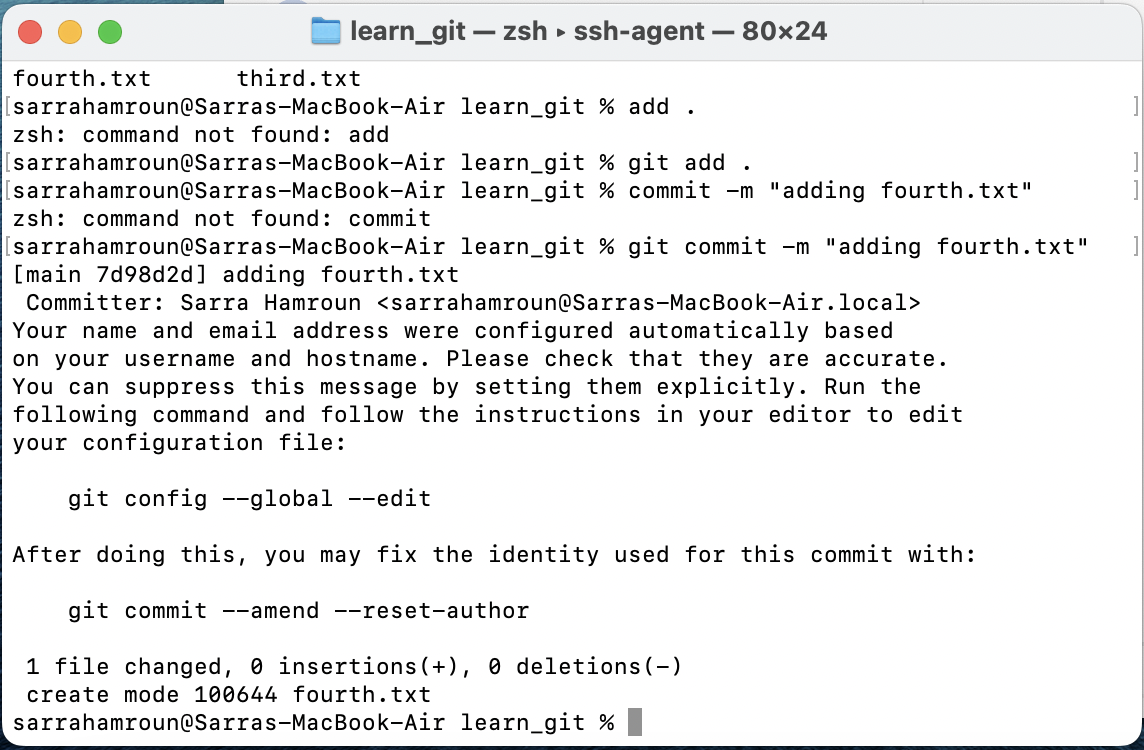 learn_git — zsh ▸ ssh-agent — 80×24
fourth.txt      third.txt
[sarrahamroun@Sarras-MacBook-Air learn_git % add .                               ]
zsh: command not found: add
[sarrahamroun@Sarras-MacBook-Air learn_git % git add .                           ]
[sarrahamroun@Sarras-MacBook-Air learn_git % commit -m "adding fourth.txt"       ]
zsh: command not found: commit
[sarrahamroun@Sarras-MacBook-Air learn_git % git commit -m "adding fourth.txt"   ]
[main 7d98d2d] adding fourth.txt
 Committer: Sarra Hamroun <sarrahamroun@Sarras-MacBook-Air.local>
Your name and email address were configured automatically based
on your username and hostname. Please check that they are accurate.
You can suppress this message by setting them explicitly. Run the
following command and follow the instructions in your editor to edit
your configuration file:

    git config --global --edit

After doing this, you may fix the identity used for this commit with:

    git commit --amend --reset-author

 1 file changed, 0 insertions(+), 0 deletions(-)
 create mode 100644 fourth.txt
sarrahamroun@Sarras-MacBook-Air learn_git %